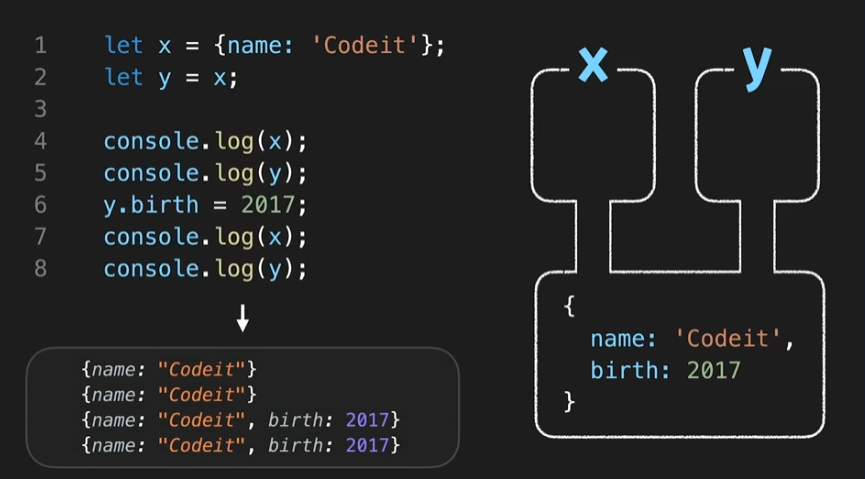 1 let x = {name: 'Codeit'};
2 let y = x;
3
4 console.log(x);
5 console.log(y);
6 y.birth = 2017;
7 console.log(x);
8 console.log(y);
{name: "Codeit"}
{name: "Codeit"}
{name: "Codeit", birth: 2017}
{name: "Codeit", birth: 2017}
x y
{
name: 'Codeit',
birth: 2017
}